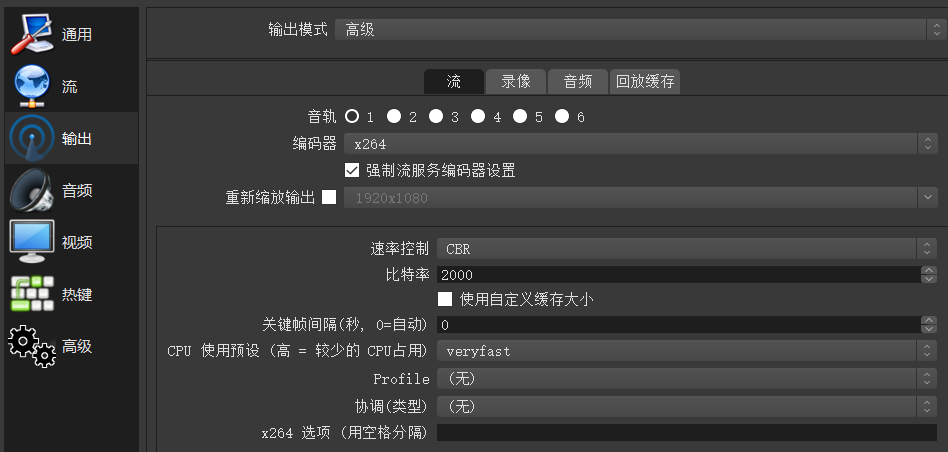 通用
流
输出
音频
视频
热键
高级
输出模式 高级
流 录像 音频 回放缓存
音轨 1 2 3 4 5 6
编码器 x264
强制流服务编码器设置
重新缩放输出 1920x1080
速率控制 CBR
比特率 2000
使用自定义缓存大小
关键帧间隔(秒, 0=自动) 0
CPU 使用预设 (高 = 较少的 CPU占用) veryfast
Profile (无)
协调(类型) (无)
x264 选项 (用空格分隔)